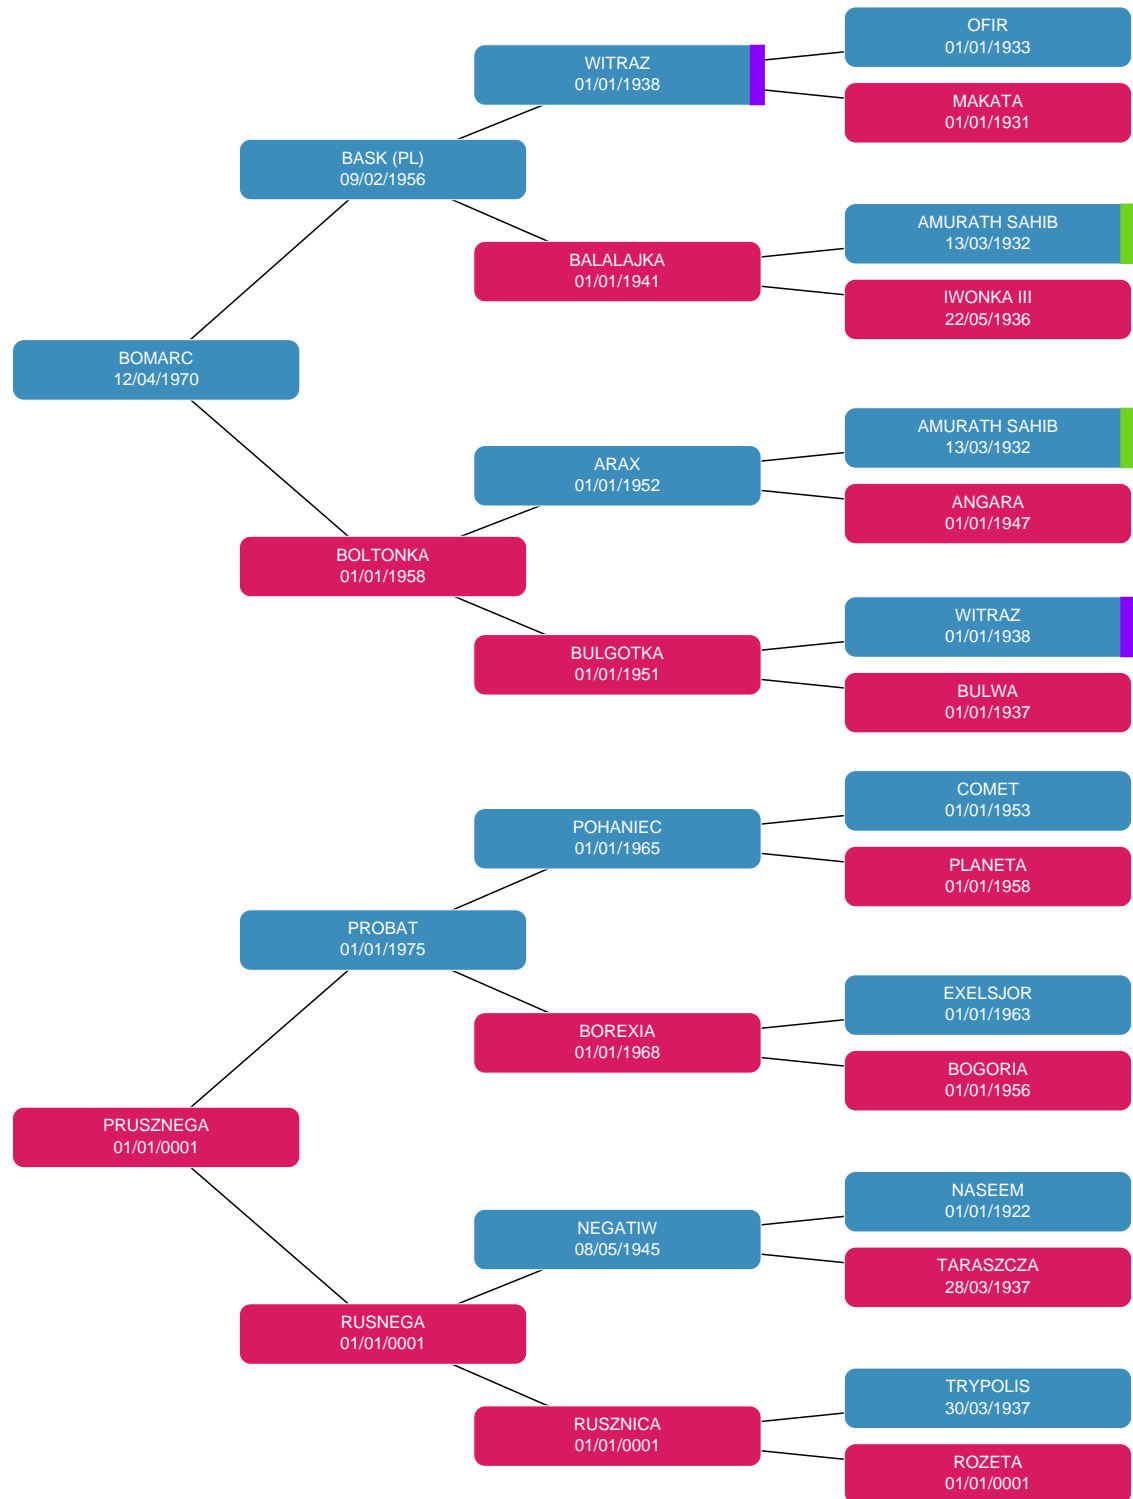 OFIR
01/01/1933
WITRAZ
01/01/1938
MAKATA
01/01/1931
BASK (PL)
09/02/1956
AMURATH SAHIB
13/03/1932
BALALAJKA
01/01/1941
IWONKA III
22/05/1936
BOMARC
12/04/1970
AMURATH SAHIB
13/03/1932
ARAX
01/01/1952
ANGARA
01/01/1947
BOLTONKA
01/01/1958
WITRAZ
01/01/1938
BULGOTKA
01/01/1951
BULWA
01/01/1937
COMET
01/01/1953
POHANIEC
01/01/1965
PLANETA
01/01/1958
PROBAT
01/01/1975
EXELSJOR
01/01/1963
BOREXIA
01/01/1968
BOGORIA
01/01/1956
PRUSZNEGA
01/01/0001
NASEEM
01/01/1922
NEGATIW
08/05/1945
TARASZCZA
28/03/1937
RUSNEGA
01/01/0001
TRYPOLIS
30/03/1937
RUSZNICA
01/01/0001
ROZETA
01/01/0001